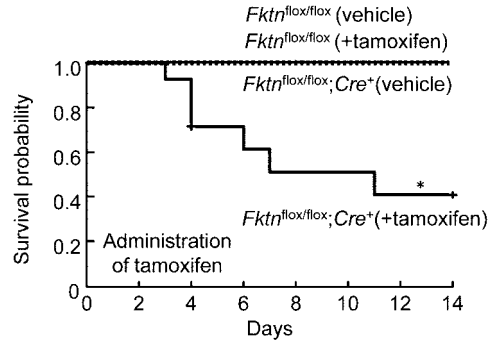 Fktnflox/flox (vehicle)
Fktnflox/flox (+tamoxifen)
Fktnflox/flox;Cre+(vehicle)
*
Fktnflox/flox;Cre+(+tamoxifen)
Administration
of tamoxifen
Survival probability
1.0
0.8
0.6
0.4
0.2
0
0 2 4 6 8 10 12 14
Days